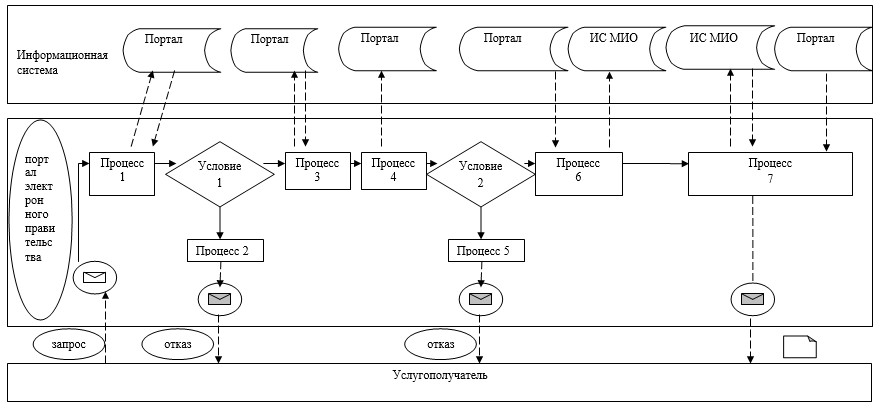 Информационная
система
Портал
Портал
Портал
Портал
ИС МИО
ИС МИО
Портал
порт
ал
элект
рон
ного
прави
тельс
тва
Процесс
1
Условие
1
Процесс
3
Процесс
4
Условие
2
Процесс
6
Процесс
7
Процесс 2
Процесс 5
запрос
отказ
отказ
Услугополучатель